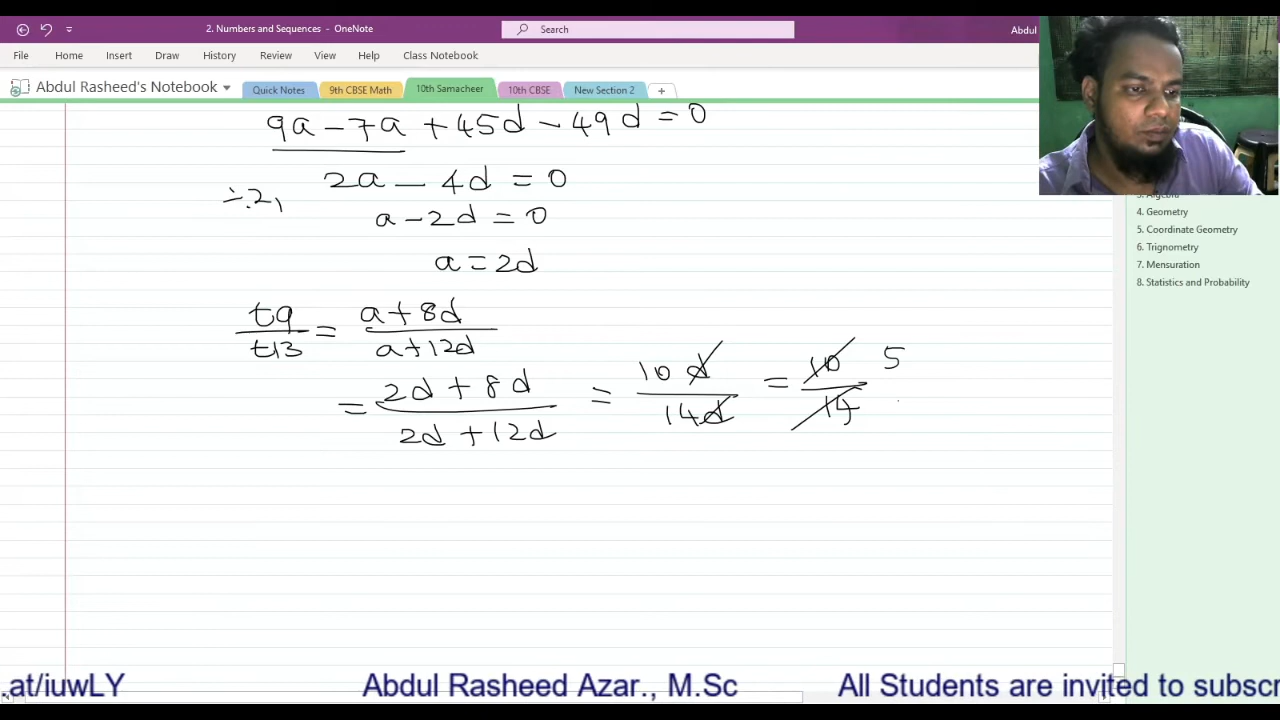 2. Numbers and Sequences - OneNote
Search
Abdul
File Home Insert Draw History Review View Help Class Notebook
Abdul Rasheed's Notebook
Quick Notes 9th CBSE Math 10th Samacheer 10th CBSE New Section 2 +
3. Algebra
4. Geometry
5. Coordinate Geometry
6. Trignometry
7. Mensuration
8. Statistics and Probability
9a - 7a + 45d - 49d = 0
2a - 4d = 0
÷2,
a - 2d = 0
a = 2d
t9/t13 = a + 8d/a + 12d
= 2d + 8d/2d + 12d = 10d/14d = 10/14 5
.at/iuwLY Abdul Rasheed Azar., M.Sc All Students are invited to subscr